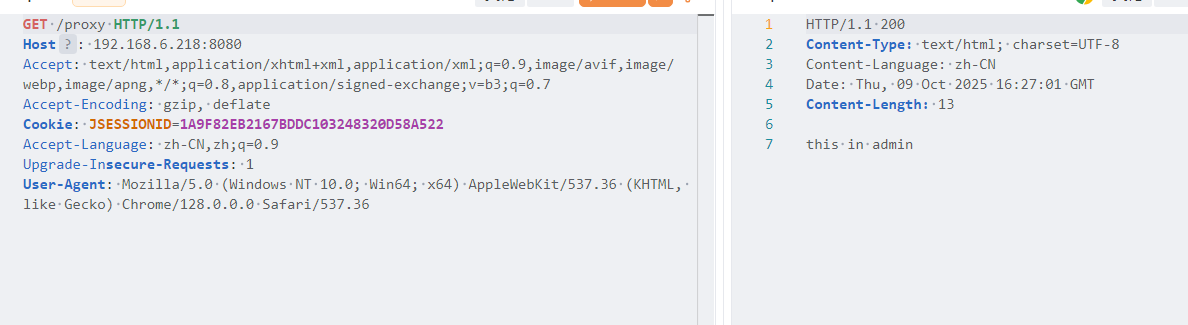 GET /proxy HTTP/1.1
Host ? : 192.168.6.218:8080
Accept: text/html,application/xhtml+xml,application/xml;q=0.9,image/avif,image/
webp,image/apng,*/*;q=0.8,application/signed-exchange;v=b3;q=0.7
Accept-Encoding: gzip, deflate
Cookie: JSESSIONID=1A9F82EB2167BDDC103248320D58A522
Accept-Language: zh-CN,zh;q=0.9
Upgrade-Insecure-Requests: 1
User-Agent: Mozilla/5.0 (Windows NT 10.0; Win64; x64) AppleWebKit/537.36 (KHTML,
like Gecko) Chrome/128.0.0.0 Safari/537.36
1 HTTP/1.1 200
2 Content-Type: text/html; charset=UTF-8
3 Content-Language: zh-CN
4 Date: Thu, 09 Oct 2025 16:27:01 GMT
5 Content-Length: 13
6
7 this in admin